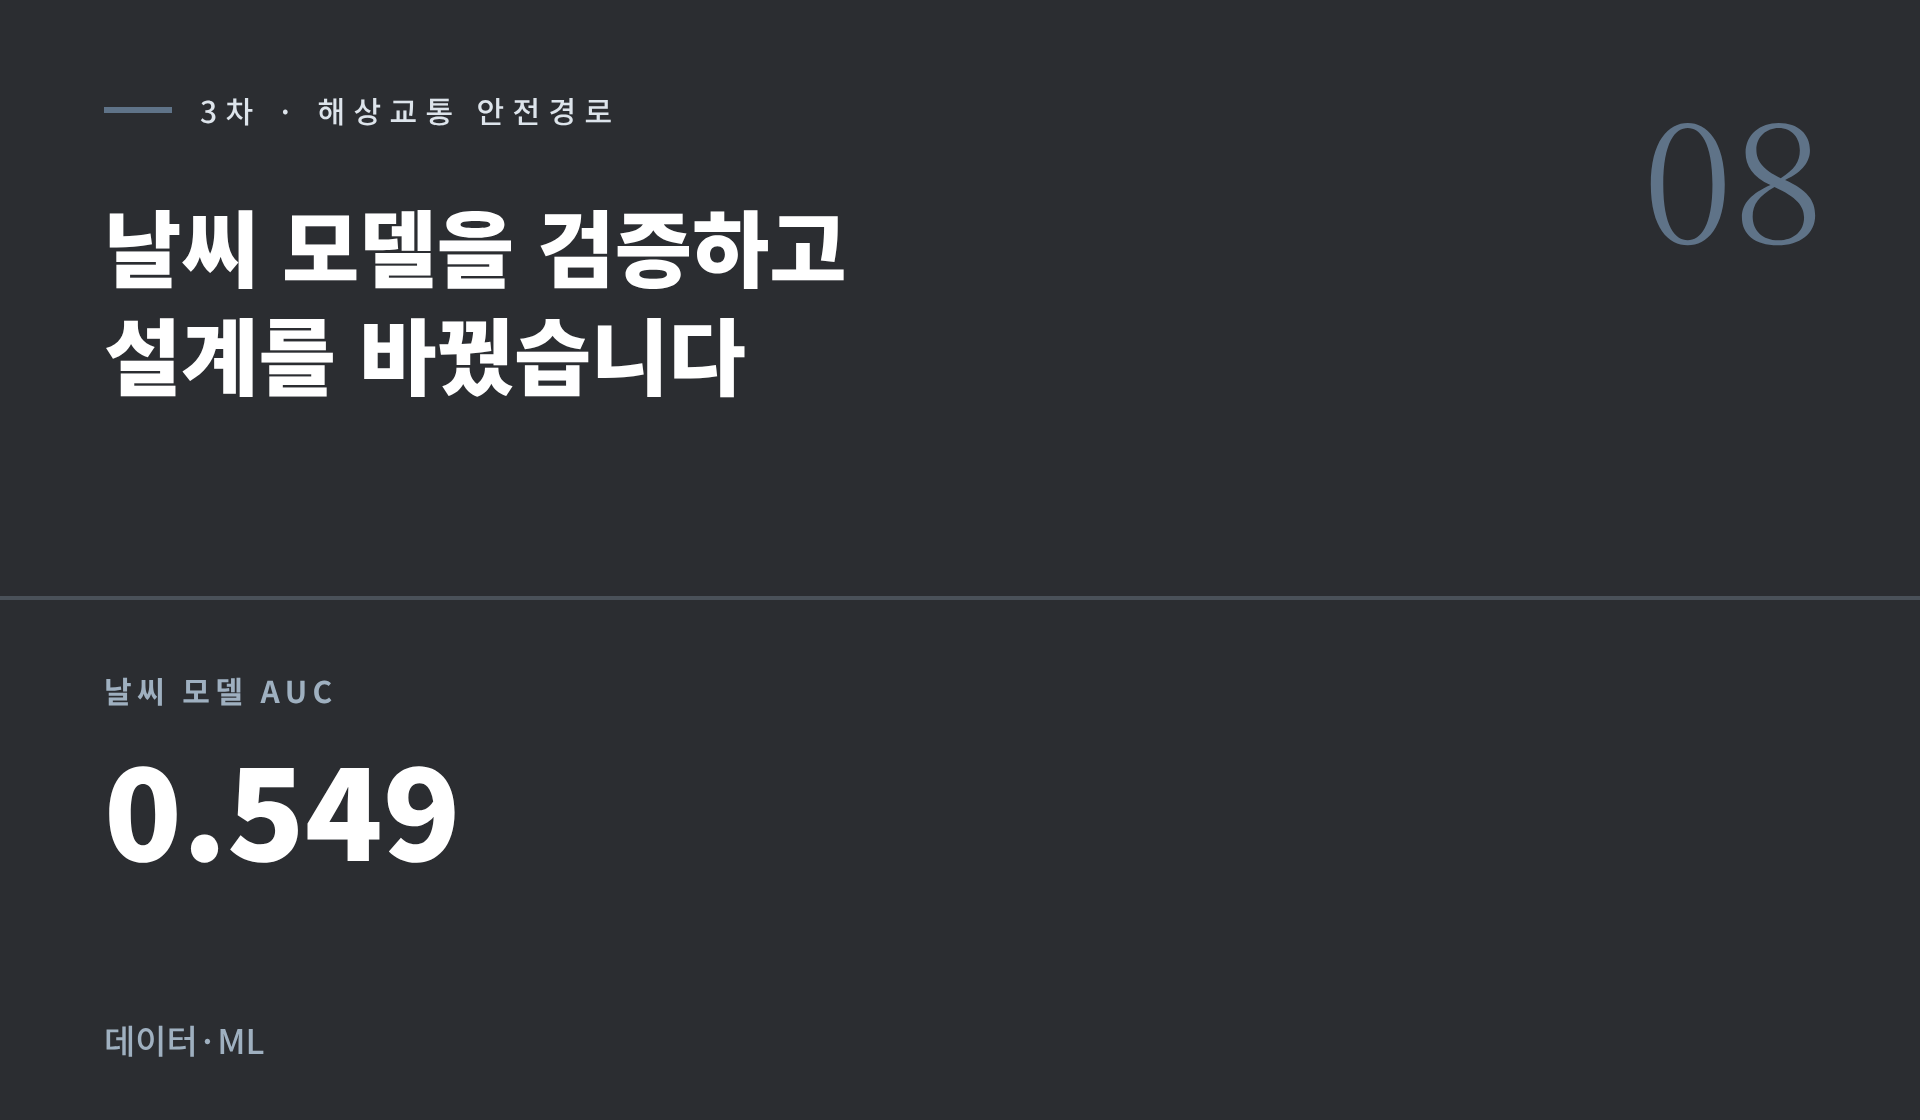 3차 · 해상교통 안전경로
08
날씨 모델을 검증하고
설계를 바꿨습니다
날씨 모델 AUC
0.549
데이터·ML